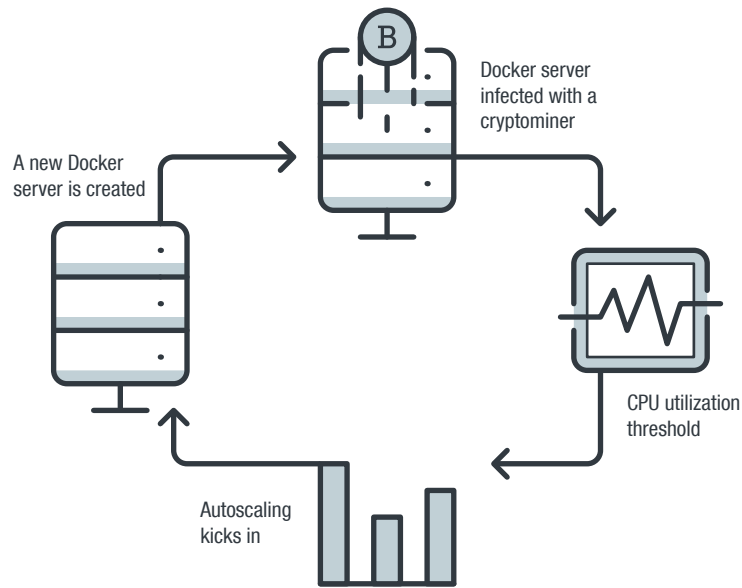 B
Docker server
infected with a
cryptominer
A new Docker
server is created
CPU utilization
threshold
Autoscaling
kicks in